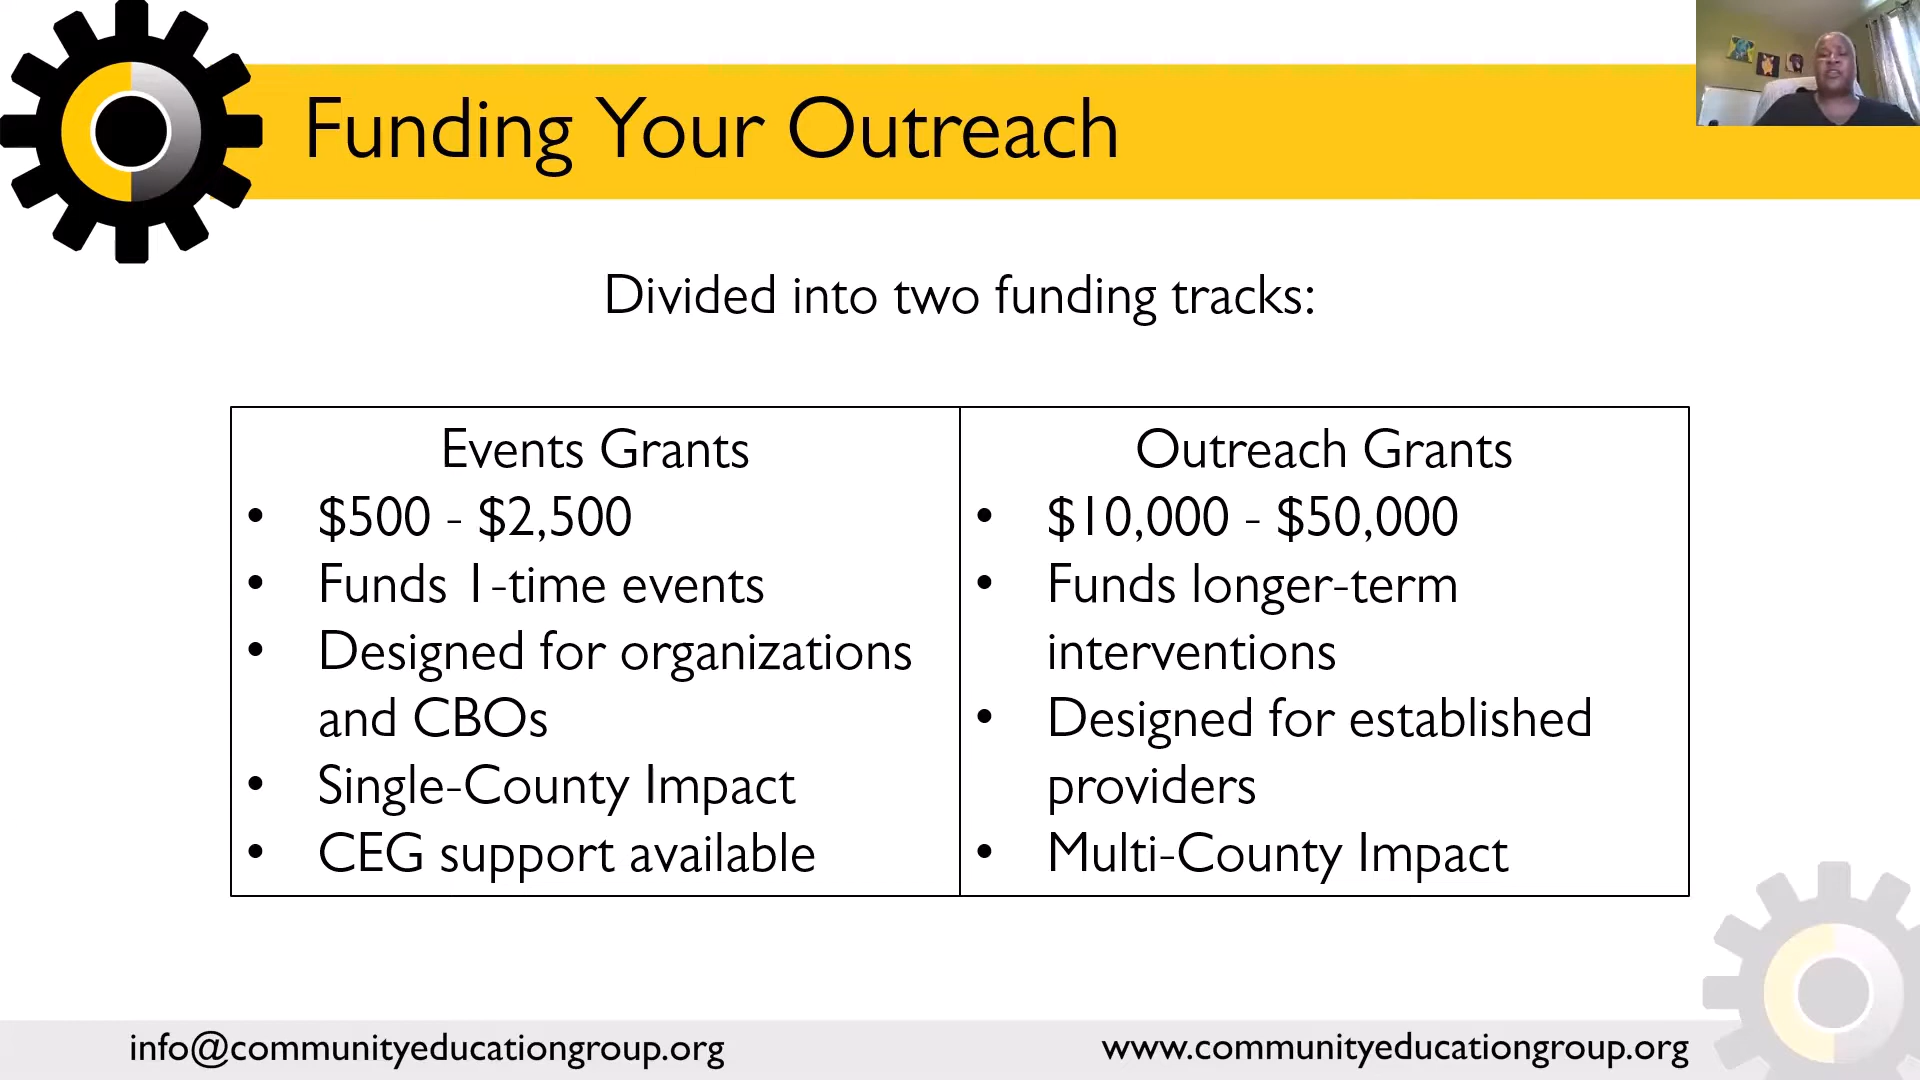 Funding Your Outreach
Divided into two funding tracks:
Events Grants
• $500 - $2,500
• Funds 1-time events
• Designed for organizations
and CBOs
• Single-County Impact
• CEG support available
Outreach Grants
• $10,000 - $50,000
• Funds longer-term
interventions
• Designed for established
providers
• Multi-County Impact
info@communityeducationgroup.org
www.communityeducationgroup.org